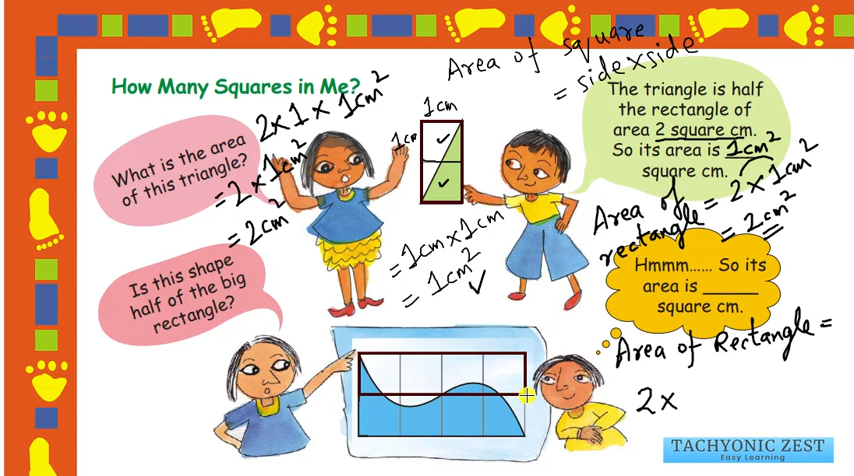 Area of square
= side x side
How Many Squares in Me?
2 x 1 x 1cm²
1cm
1cm
What is the area
of this triangle?
= 2 x 1cm²
= 2cm²
The triangle is half
the rectangle of
area 2 square cm.
So its area is 1cm²
square cm.
Area of
rectangle = 2 x 1cm²
= 2cm²
= 1cm x 1cm
= 1cm²
Is this shape
half of the big
rectangle?
Hmmm...... So its
area is ______
square cm.
Area of Rectangle =
2 x
TACHYONIC ZEST
Easy Learning